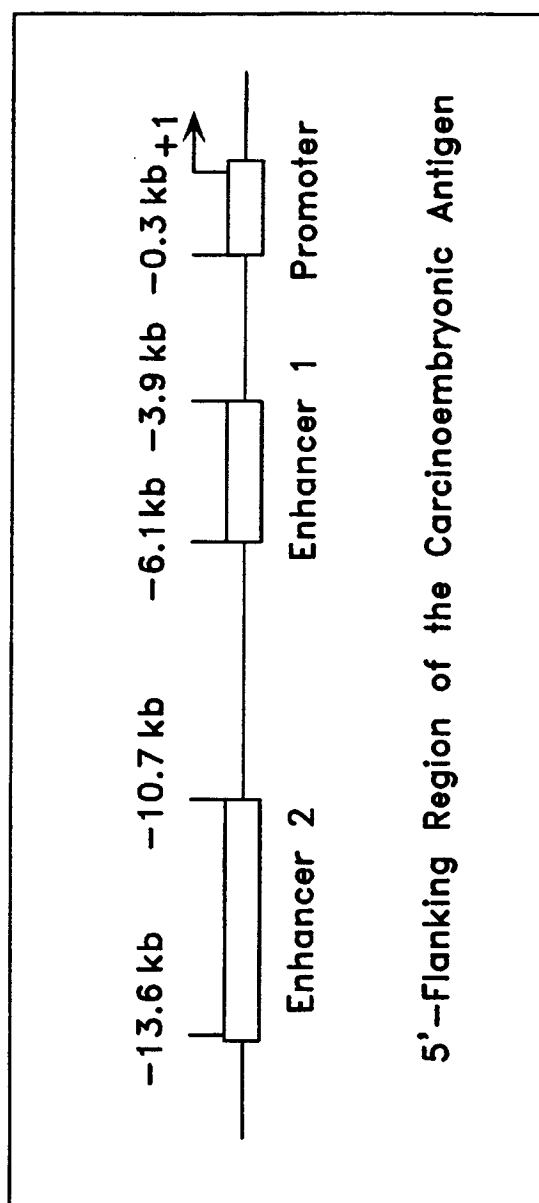 -13.6 kb -10.7 kb -6.1 kb -3.9 kb -0.3 kb +1
Enhancer 2 Enhancer 1 Promoter
5'-Flanking Region of the Carcinoembryonic Antigen